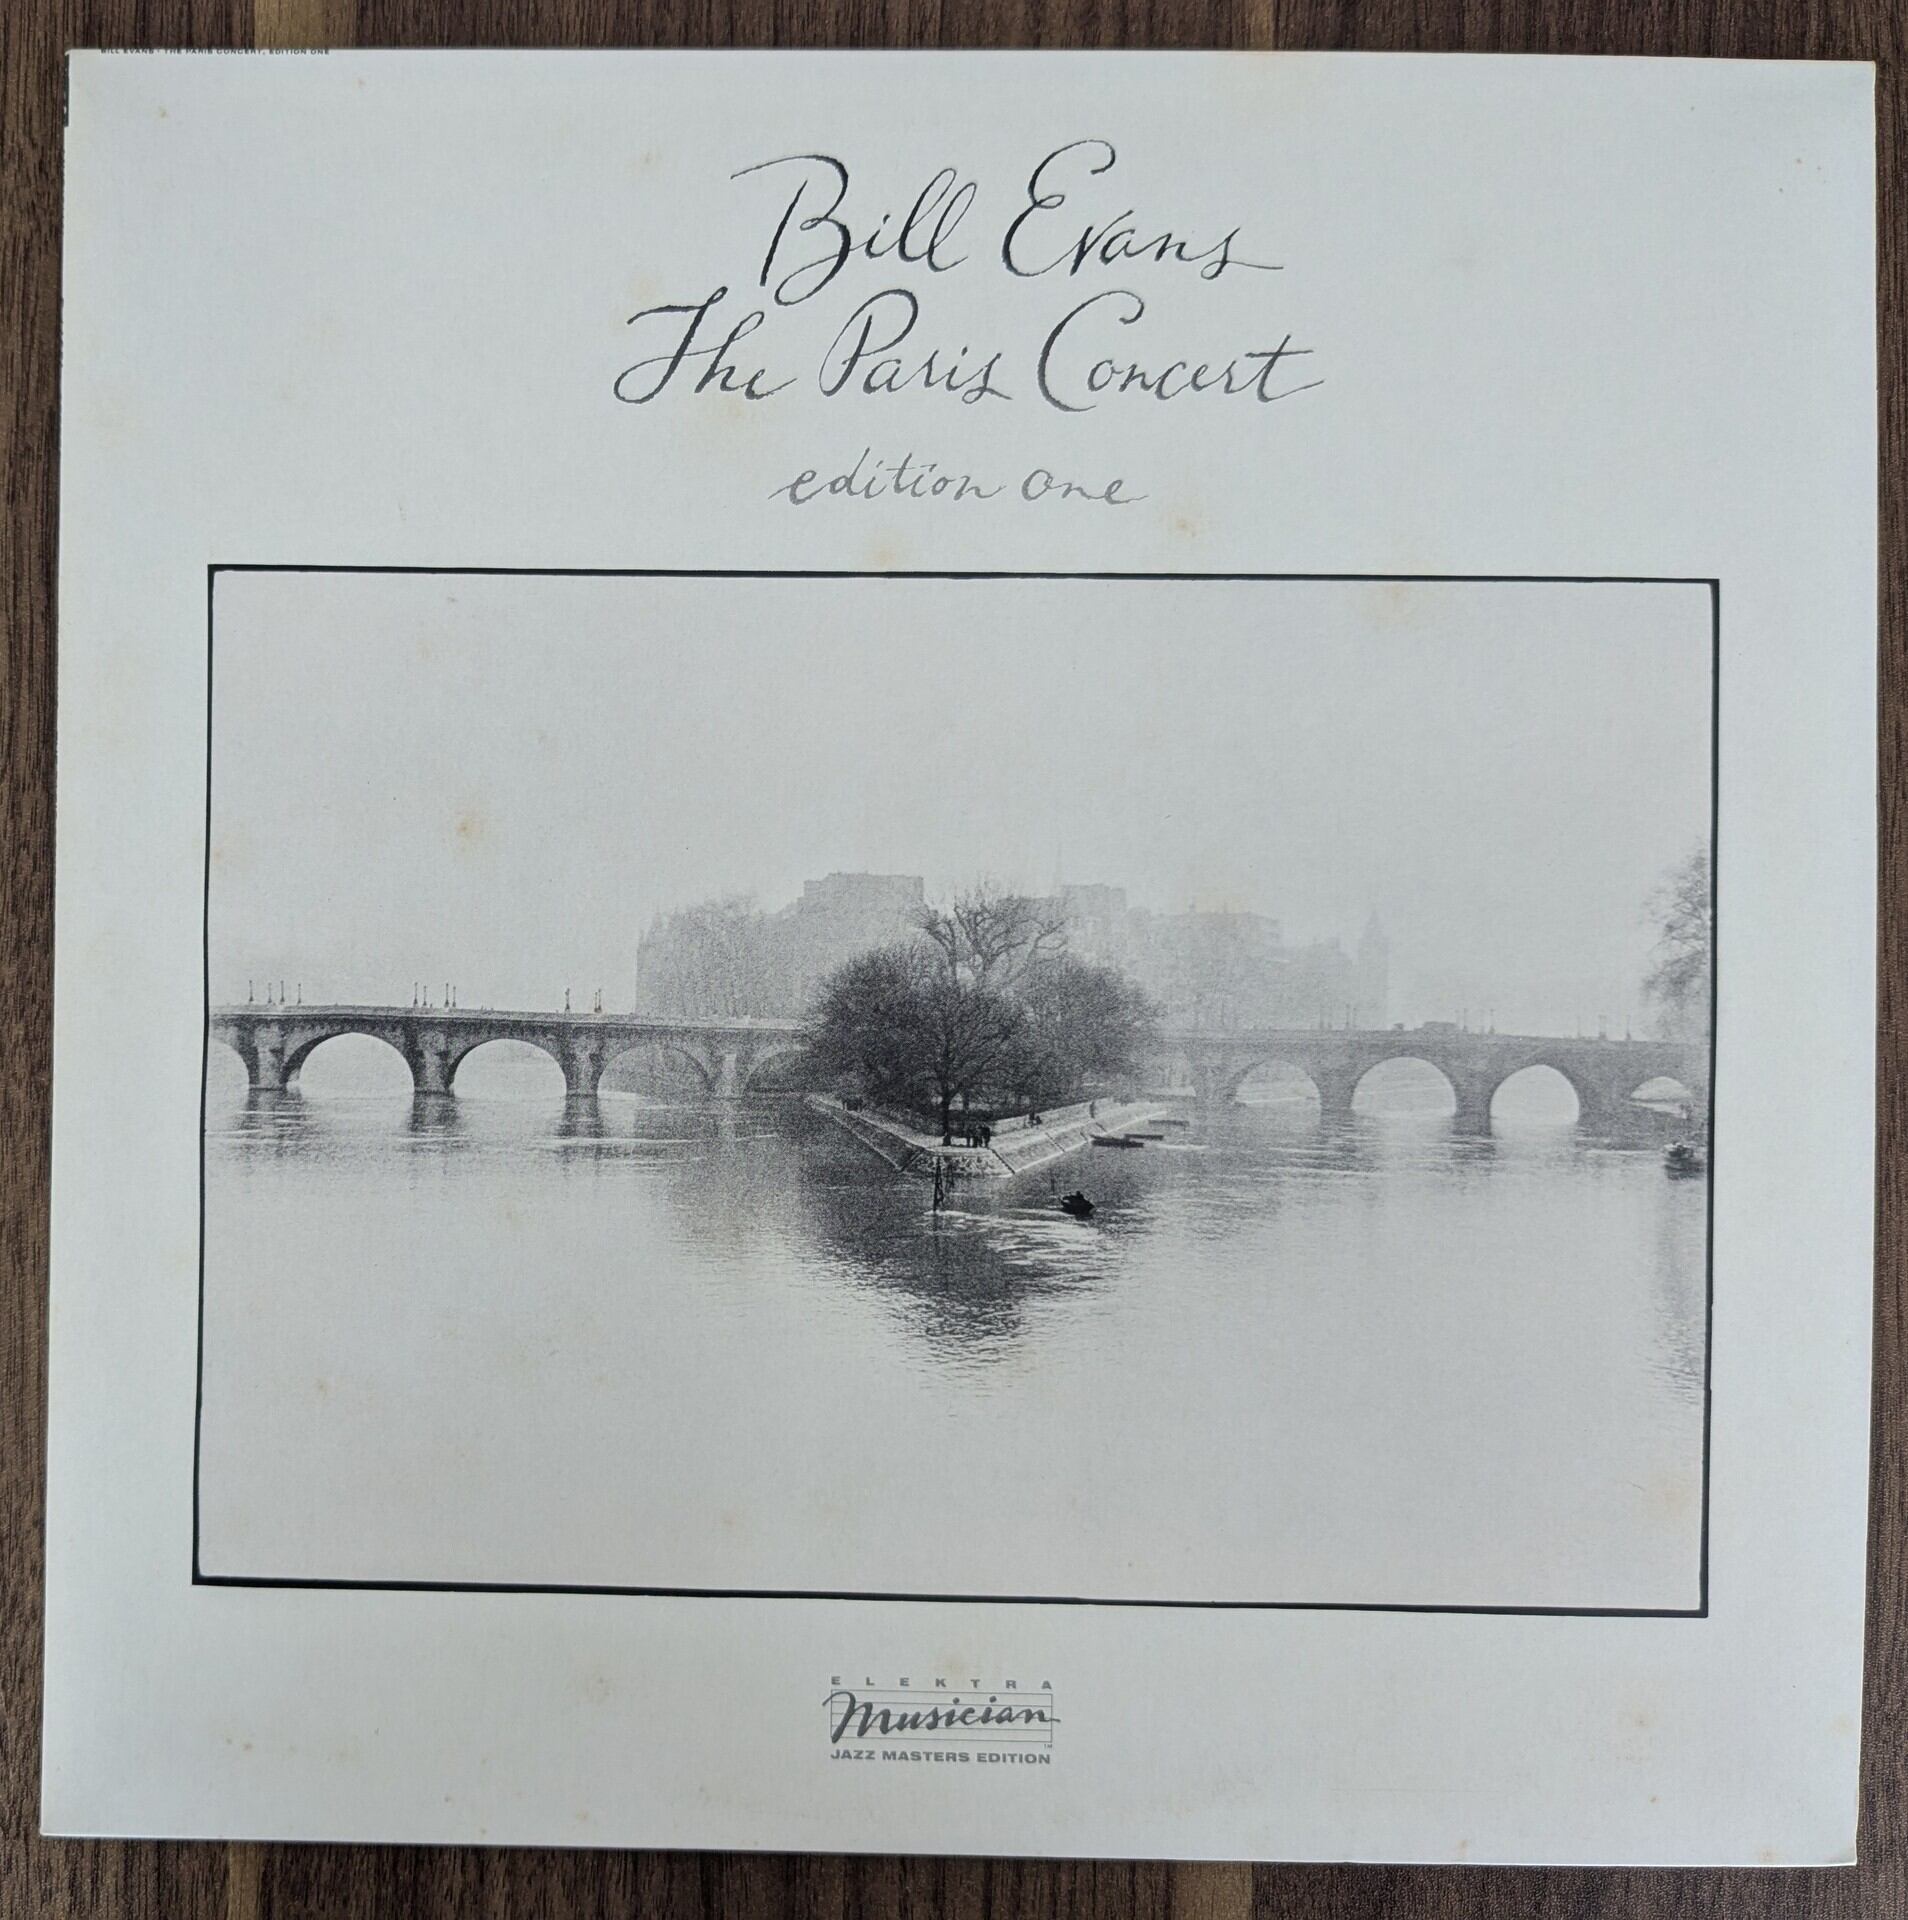 BILL EVANS • THE PARIS CONCERT, EDITION ONE
Bill Evans
The Paris Concert
edition one
ELEKTRA
Musician
TM
JAZZ MASTERS EDITION